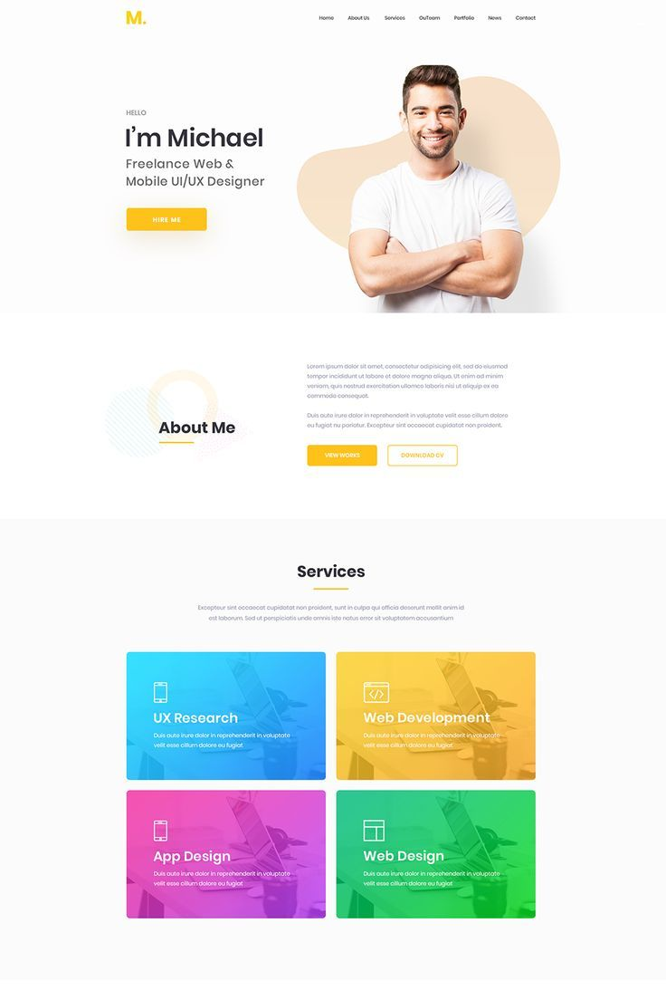 M.
Home About Us Services OuTeam Portfolio News Contact
HELLO
I'm Michael
Freelance Web &
Mobile UI/UX Designer
HIRE ME
About Me
Lorem ipsum dolor sit amet, consectetur adipisicing elit, sed do eiusmod
tempor incididunt ut labore et dolore magna aliqua. Ut enim ad minim
veniam, quis nostrud exercitation ullamco laboris nisi ut aliquip ex ea
commodo consequat.
Duis aute irure dolor in reprehenderit in voluptate velit esse cillum dolore
eu fugiat nu pariatur. Excepteur sint occaecat cupidatat non proident.
VIEW WORKS DOWNLOAD CV
Services
Excepteur sint occaecat cupidatat non proident, sunt in culpa qui officia deserunt mollit anim id
est laborum. Sed ut perspiciatis unde omnis iste natus error sit voluptatem accusantium
UX Research
Duis aute irure dolor in reprehenderit in voluptate
velit esse cillum dolore eu fugiat
Web Development
Duis aute irure dolor in reprehenderit in voluptate
velit esse cillum dolore eu fugiat
App Design
Duis aute irure dolor in reprehenderit in voluptate
velit esse cillum dolore eu fugiat
Web Design
Duis aute irure dolor in reprehenderit in voluptate
velit esse cillum dolore eu fugiat